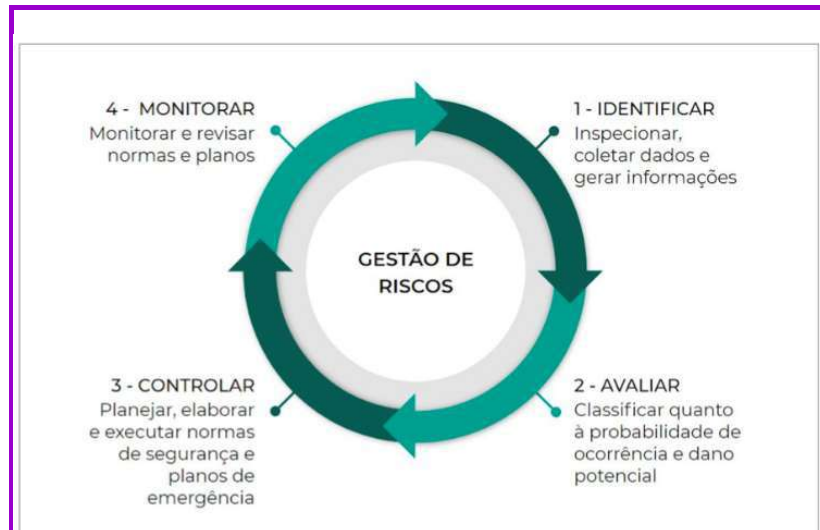 4 - MONITORAR
Monitorar e revisar
normas e planos
1 - IDENTIFICAR
Inspecionar,
coletar dados e
gerar informações
GESTÃO DE
RISCOS
3 - CONTROLAR
Planejar, elaborar
e executar normas
de segurança e
planos de
emergência
2 - AVALIAR
Classificar quanto
à probabilidade de
ocorrência e dano
potencial